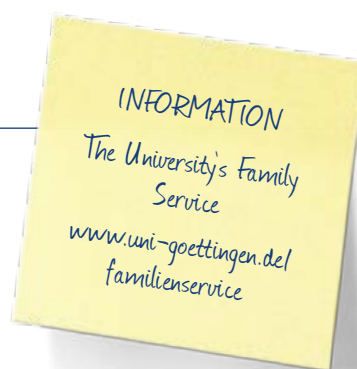 INFORMATION
The University's Family
Service
www.uni-goettingen.de/
familienservice